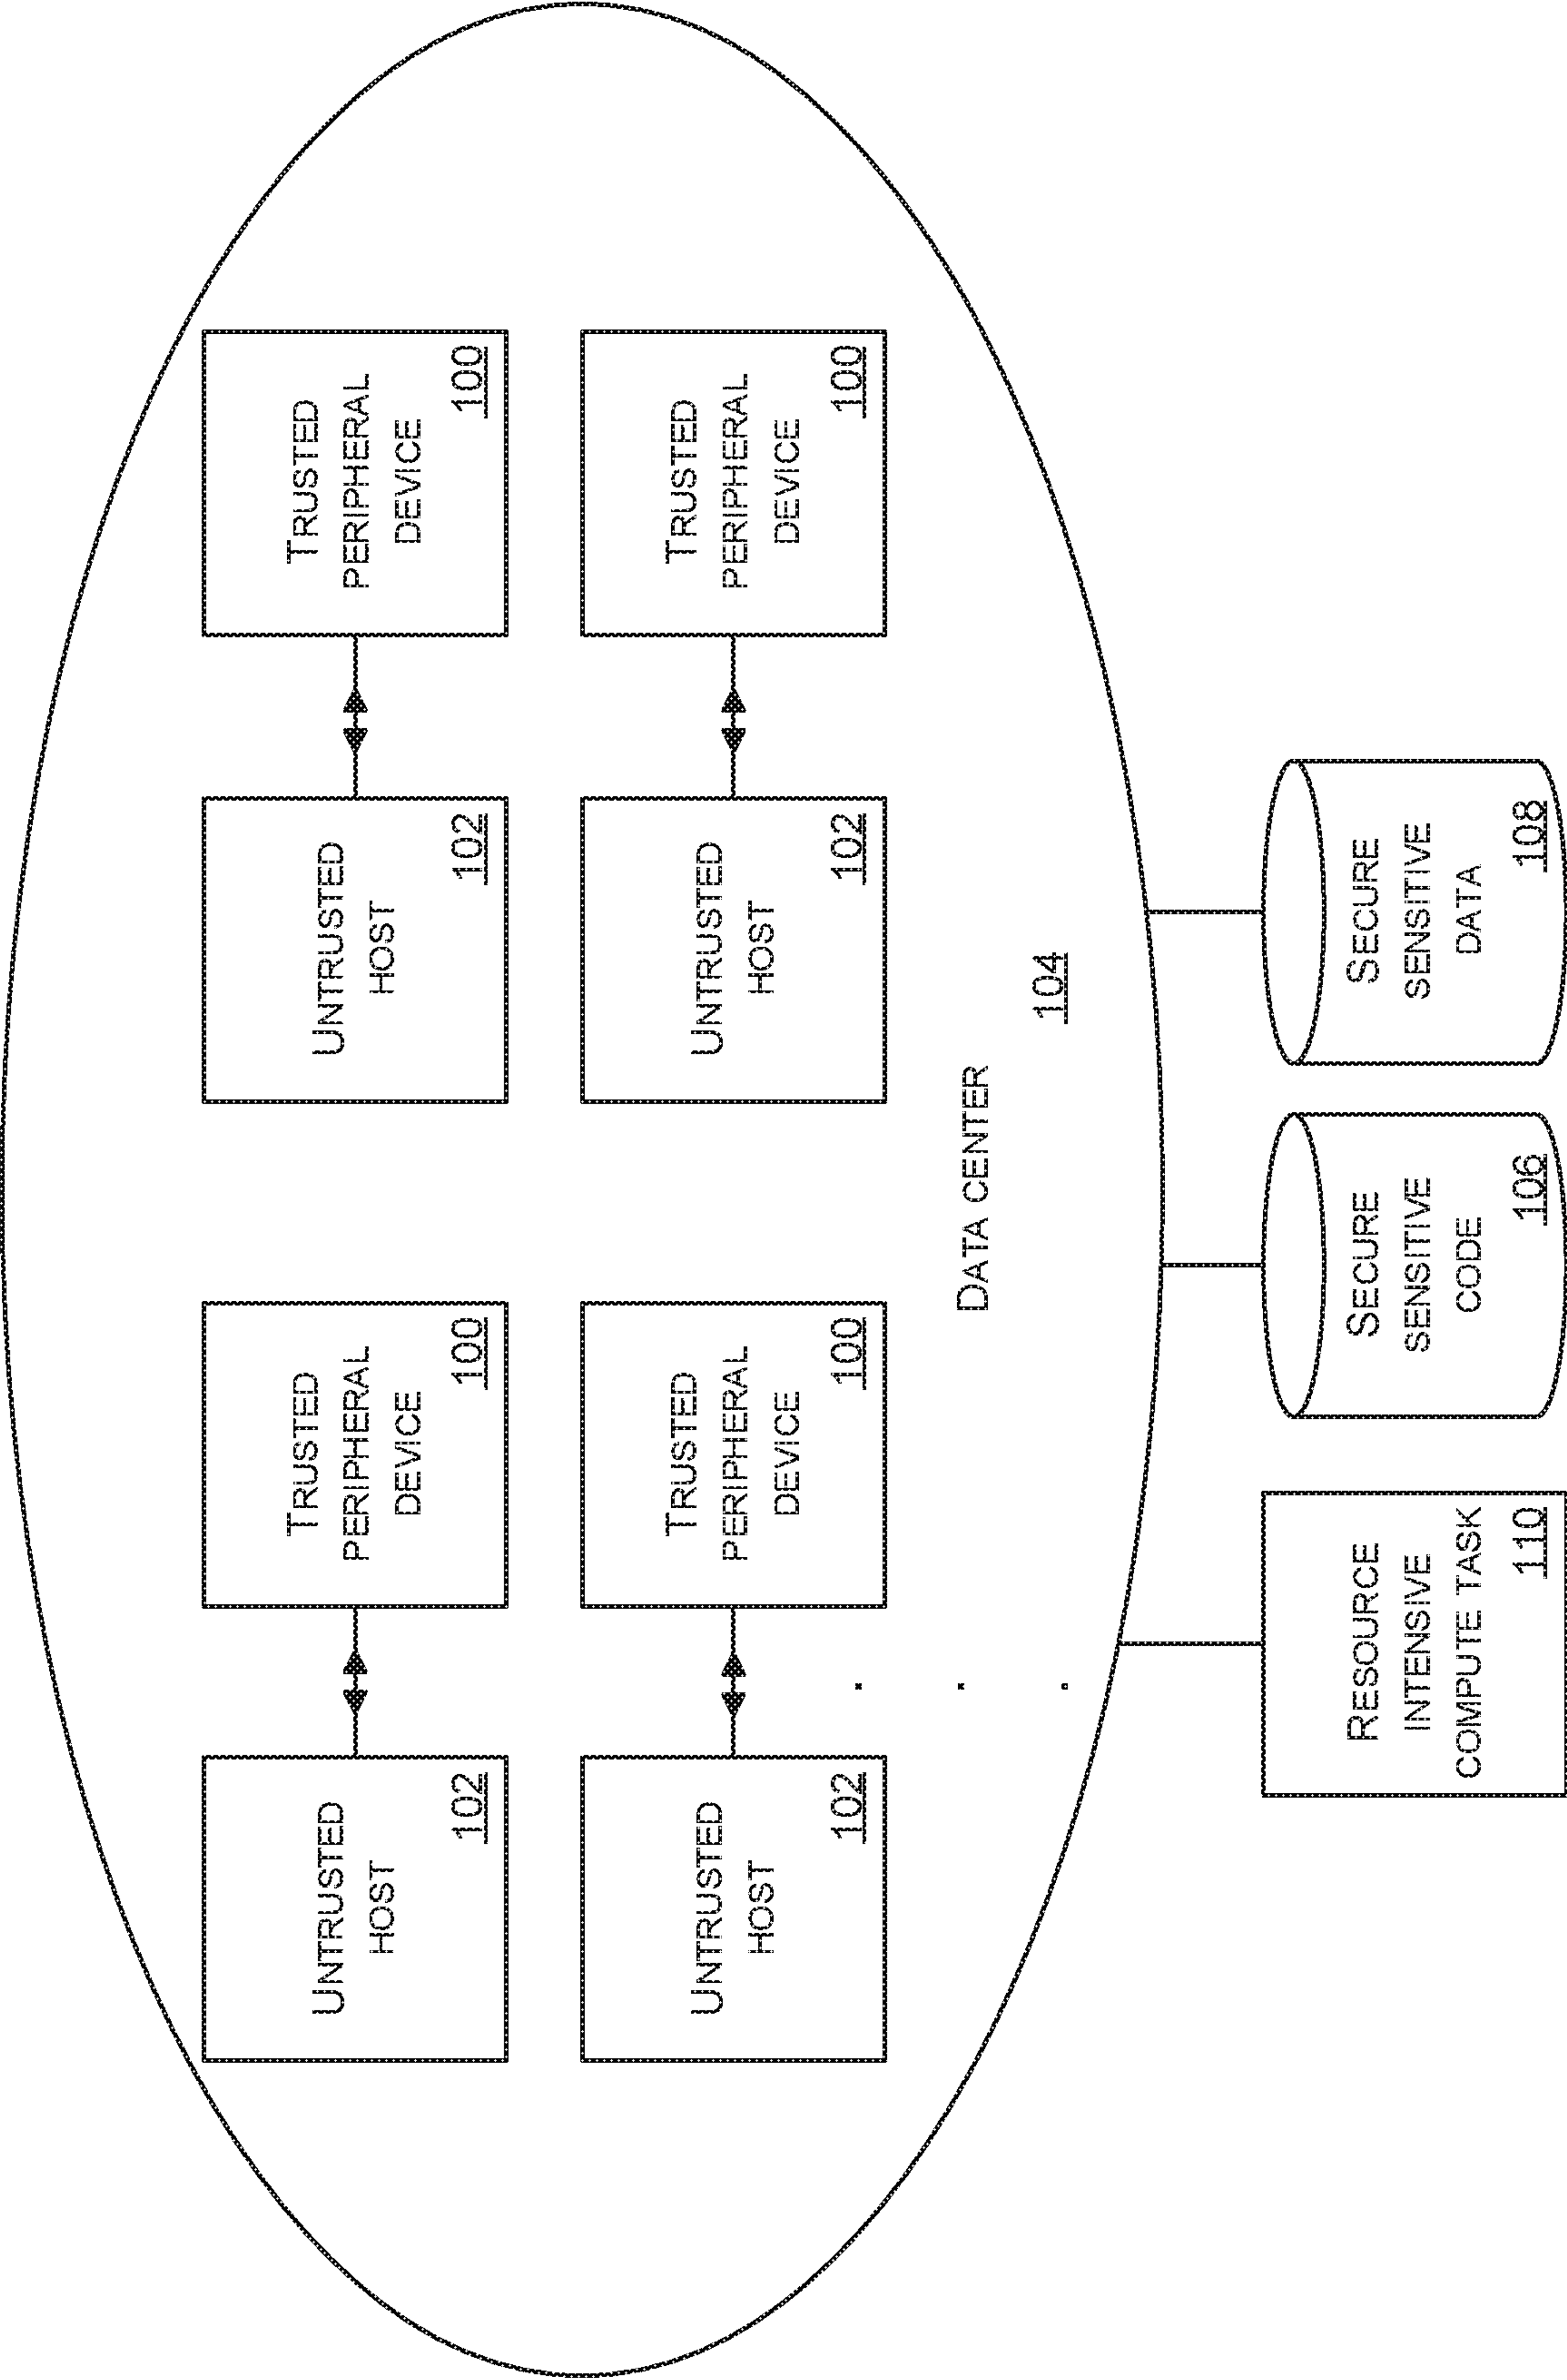 UNTRUSTED
HOST
102
TRUSTED
PERIPHERAL
DEVICE
100
UNTRUSTED
HOST
102
TRUSTED
PERIPHERAL
DEVICE
100
UNTRUSTED
HOST
102
TRUSTED
PERIPHERAL
DEVICE
100
UNTRUSTED
HOST
102
TRUSTED
PERIPHERAL
DEVICE
100
DATA CENTER
104
RESOURCE
INTENSIVE
COMPUTE TASK
110
SECURE
SENSITIVE
CODE
106
SECURE
SENSITIVE
DATA
108